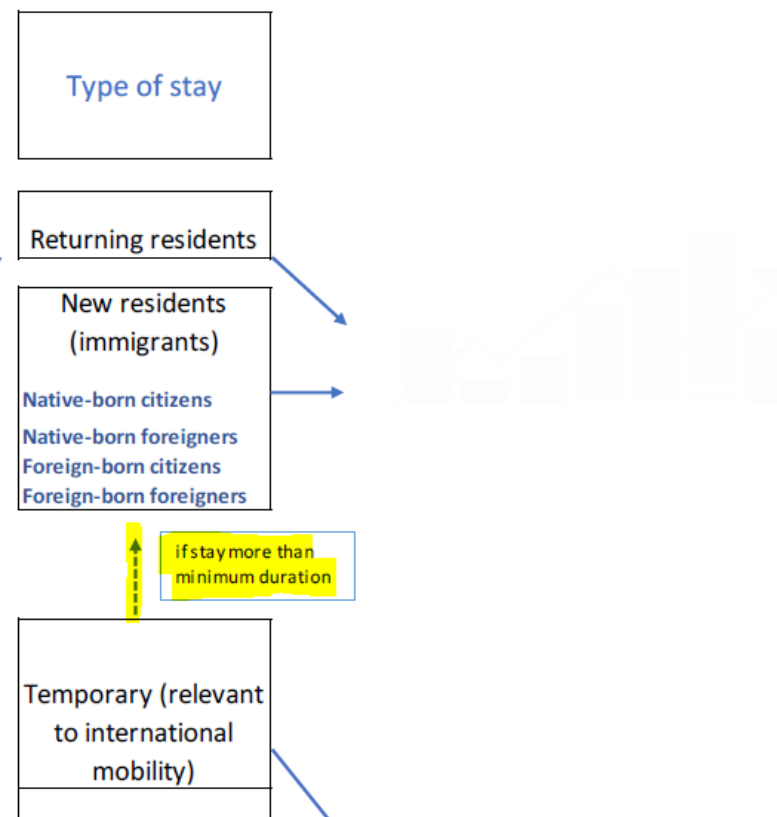 Type of stay
Returning residents
New residents
(immigrants)
Native-born citizens
Native-born foreigners
Foreign-born citizens
Foreign-born foreigners
if stay more than
minimum duration
Temporary (relevant
to international
mobility)